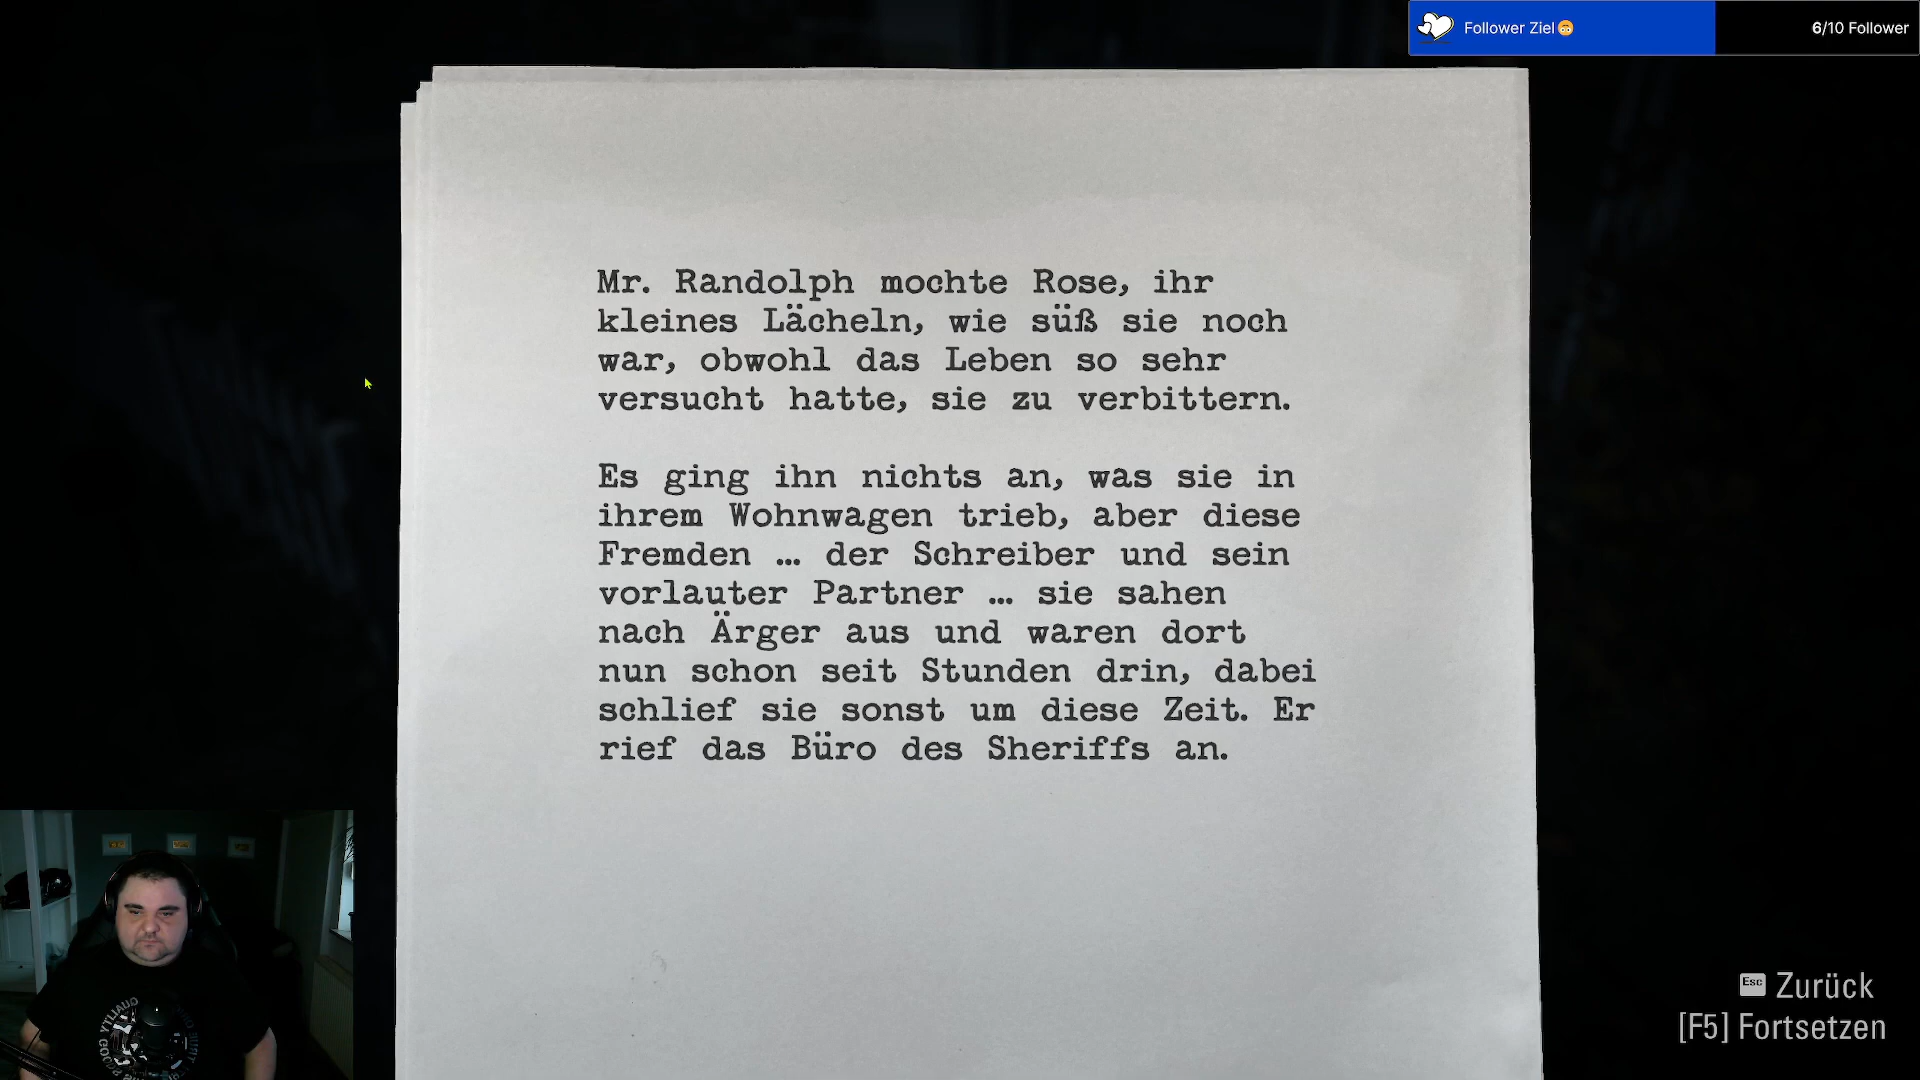 Follower Ziel
6/10 Follower
Mr. Randolph mochte Rose, ihr
kleines Lächeln, wie süß sie noch
war, obwohl das Leben so sehr
versucht hatte, sie zu verbittern.
Es ging ihn nichts an, was sie in
ihrem Wohnwagen trieb, aber diese
Fremden … der Schreiber und sein
vorlauter Partner … sie sahen
nach Ärger aus und waren dort
nun schon seit Stunden drin, dabei
schlief sie sonst um diese Zeit. Er
rief das Büro des Sheriffs an.
QUALITY GOO
Esc Zurück
[F5] Fortsetzen